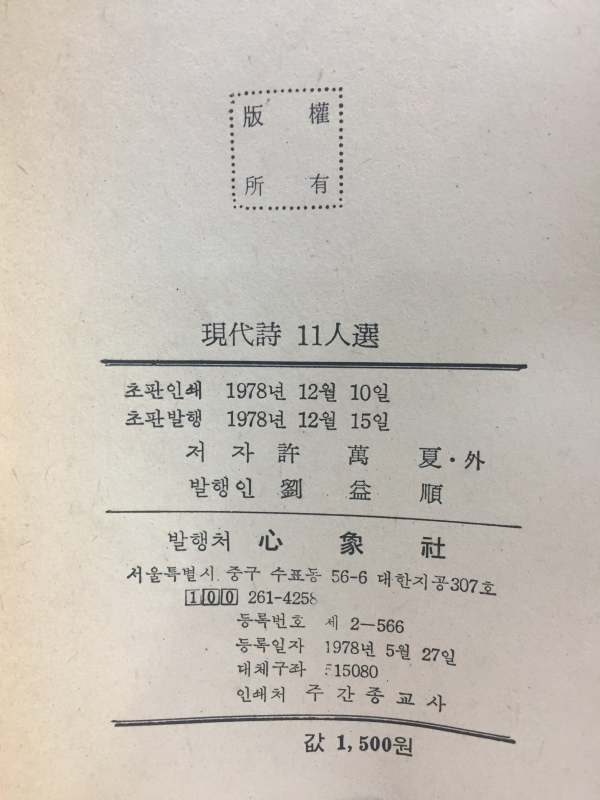 版 權
所 有
現代詩 11人選
초판인쇄 1978년 12월 10일
초판발행 1978년 12월 15일
저 자 許 萬 夏·外
발행인 劉 益 順
발행처 心 象 社
서울특별시 중구 수표동 56-6 대한지공307호
100 261-4258
등록번호 제 2—566
등록일자 1978년 5월 27일
대체구좌 515080
인쇄처 주간종교사
값 1,500원